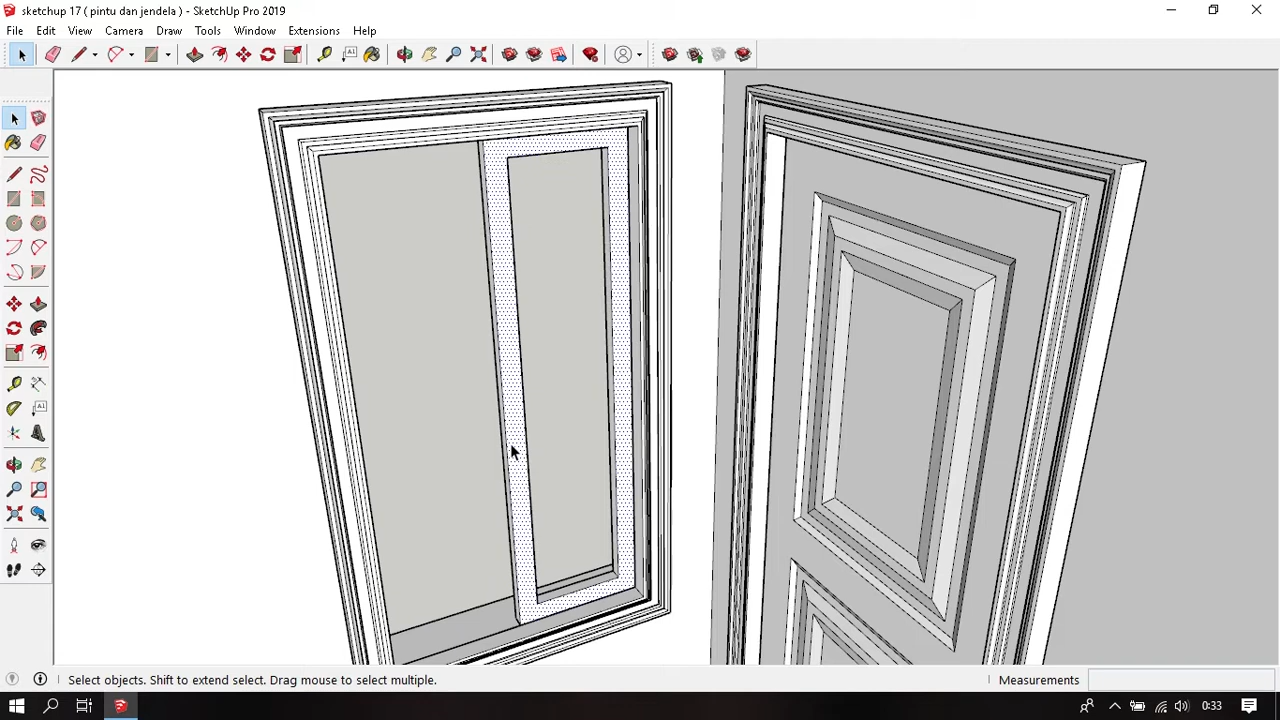 sketchup 17 ( pintu dan jendela ) - SketchUp Pro 2019
File Edit View Camera Draw Tools Window Extensions Help
Select objects. Shift to extend select. Drag mouse to select multiple.
Measurements
0:33